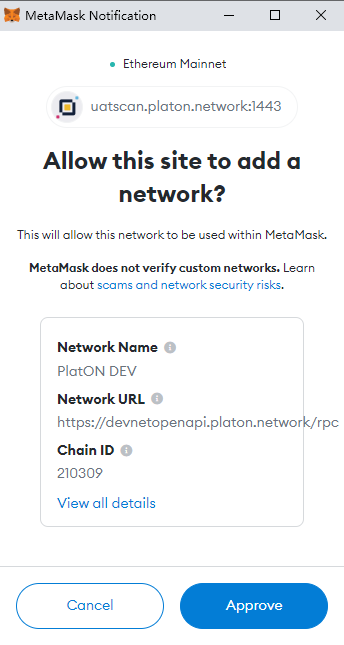 MetaMask Notification
Ethereum Mainnet
uatscan.platon.network:1443
Allow this site to add a
network?
This will allow this network to be used within MetaMask.
MetaMask does not verify custom networks. Learn
about scams and network security risks.
Network Name
PlatON DEV
Network URL
https://devnetopenapi.platon.network/rpc
Chain ID
210309
View all details
Cancel
Approve